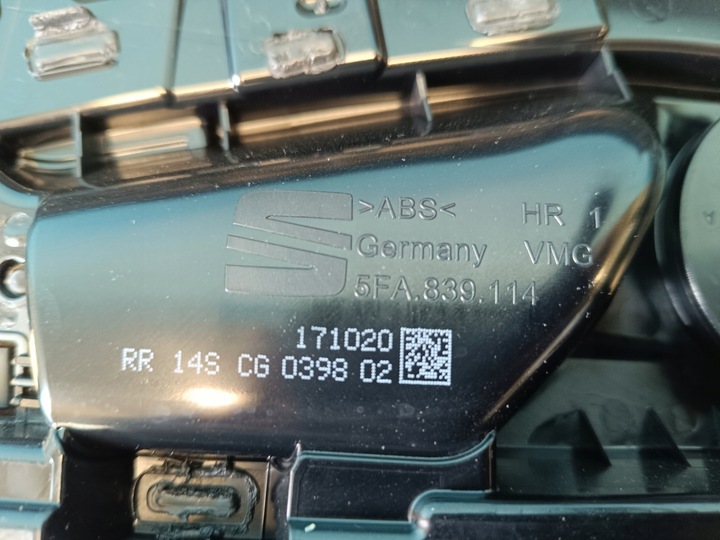 >ABS< HR 1
Germany VMG
5FA.839.114
171020
RR 14S CG 0398 02